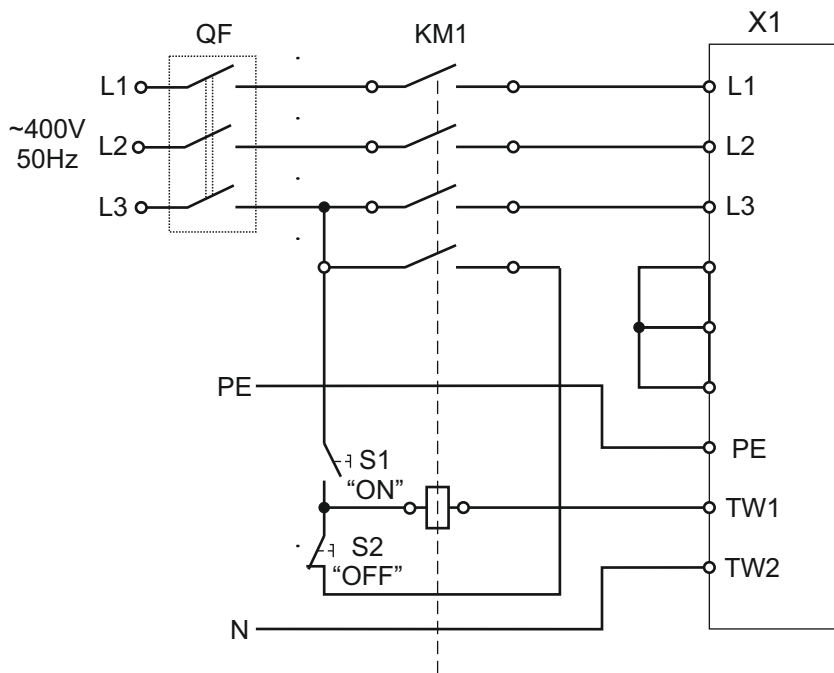 X1
QF
KM1
L1
L1
~400V
50Hz
L2
L2
L3
L3
PE
PE
S1
“ON”
TW1
S2
“OFF”
TW2
N